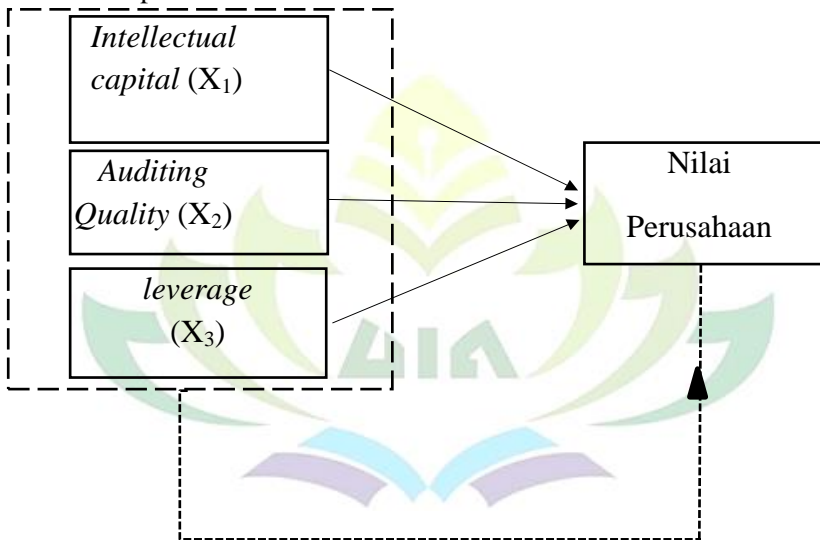 Intellectual
capital (X₁)
Auditing
Quality (X₂)
leverage
(X₃)
Nilai
Perusahaan